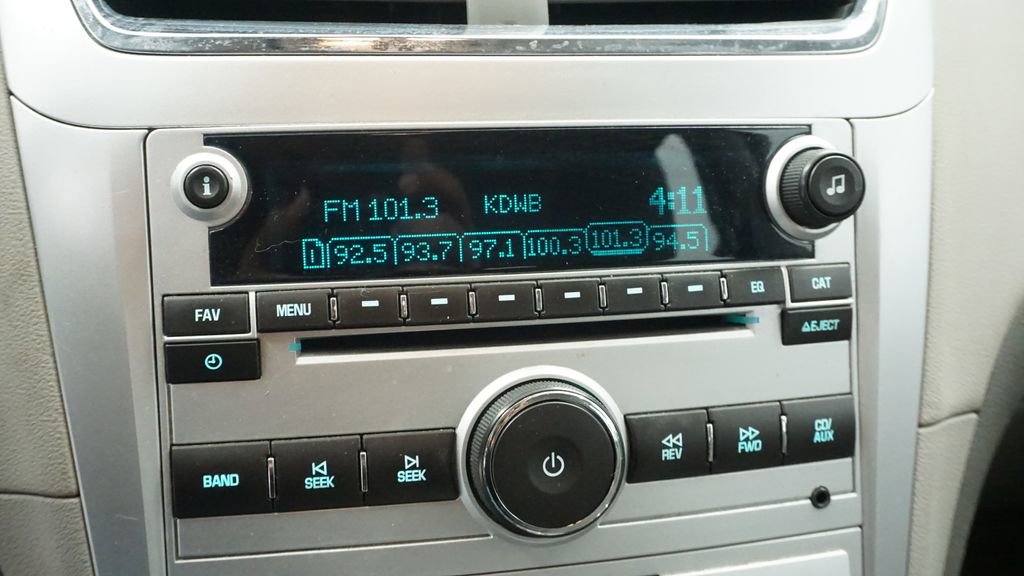 i
FM 101.3 KDWB 4:11
D 92.5 93.7 97.1 100.3 101.3 94.5
FAV MENU EQ CAT
EJECT
BAND SEEK SEEK REV FWD CD/
AUX